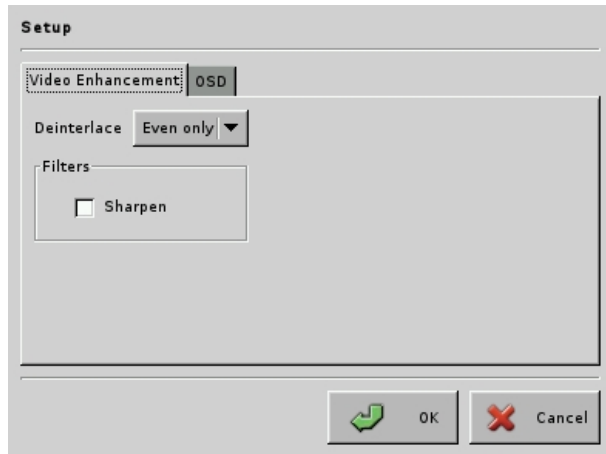 Setup
Video Enhancement OSD
Deinterlace Even only
Filters
Sharpen
OK Cancel